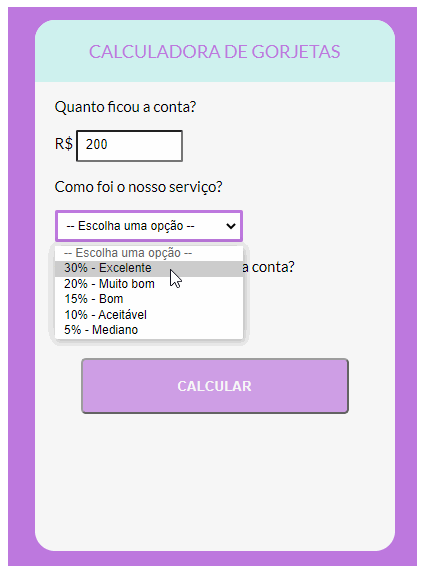 CALCULADORA DE GORJETAS
Quanto ficou a conta?
R$ 200
Como foi o nosso serviço?
-- Escolha uma opção --
-- Escolha uma opção --
30% - Excelente
a conta?
20% - Muito bom
15% - Bom
10% - Aceitável
5% - Mediano
CALCULAR